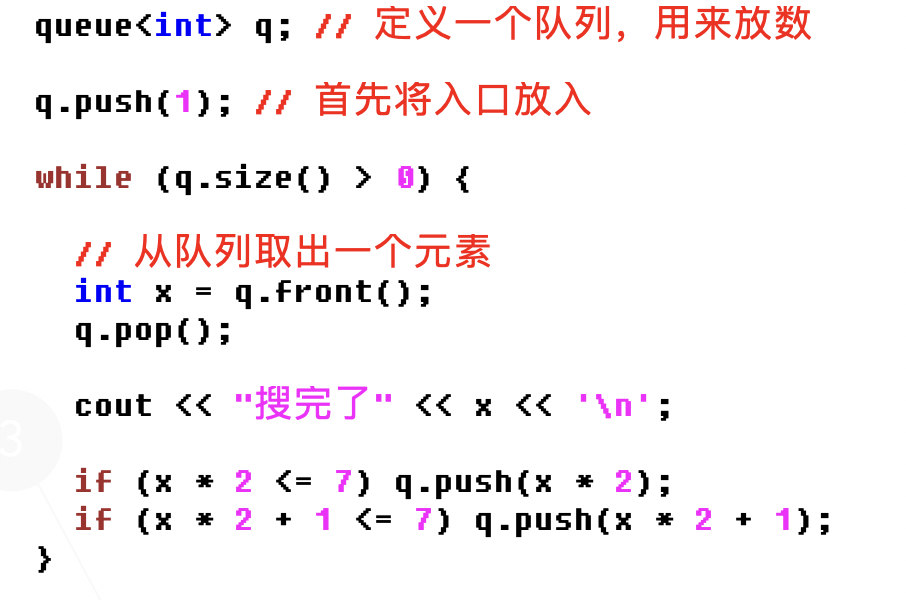 queue<int> q; // 定义一个队列，用来放数
q.push(1); // 首先将入口放入
while (q.size() > 0) {
// 从队列取出一个元素
int x = q.front();
q.pop();
cout << "搜完了" << x << '\n';
if (x * 2 <= 7) q.push(x * 2);
if (x * 2 + 1 <= 7) q.push(x * 2 + 1);
}
3